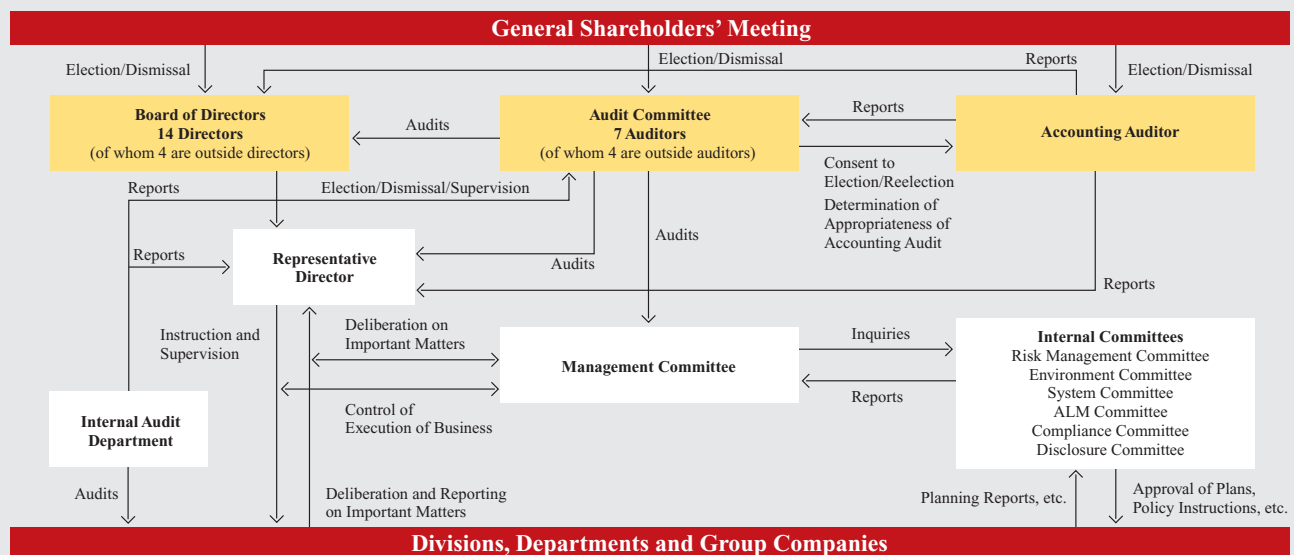 General Shareholders’ Meeting
Election/Dismissal
Election/Dismissal
Reports
Election/Dismissal
Board of Directors
14 Directors
(of whom 4 are outside directors)
Audits
Audit Committee
7 Auditors
(of whom 4 are outside auditors)
Reports
Accounting Auditor
Consent to
Election/Reelection
Determination of
Appropriateness of
Accounting Audit
Reports
Election/Dismissal/Supervision
Audits
Reports
Representative
Director
Audits
Reports
Instruction and
Supervision
Deliberation on
Important Matters
Management Committee
Inquiries
Reports
Internal Committees
Risk Management Committee
Environment Committee
System Committee
ALM Committee
Compliance Committee
Disclosure Committee
Control of
Execution of Business
Internal Audit
Department
Audits
Deliberation and Reporting
on Important Matters
Planning Reports, etc.
Approval of Plans,
Policy Instructions, etc.
Divisions, Departments and Group Companies